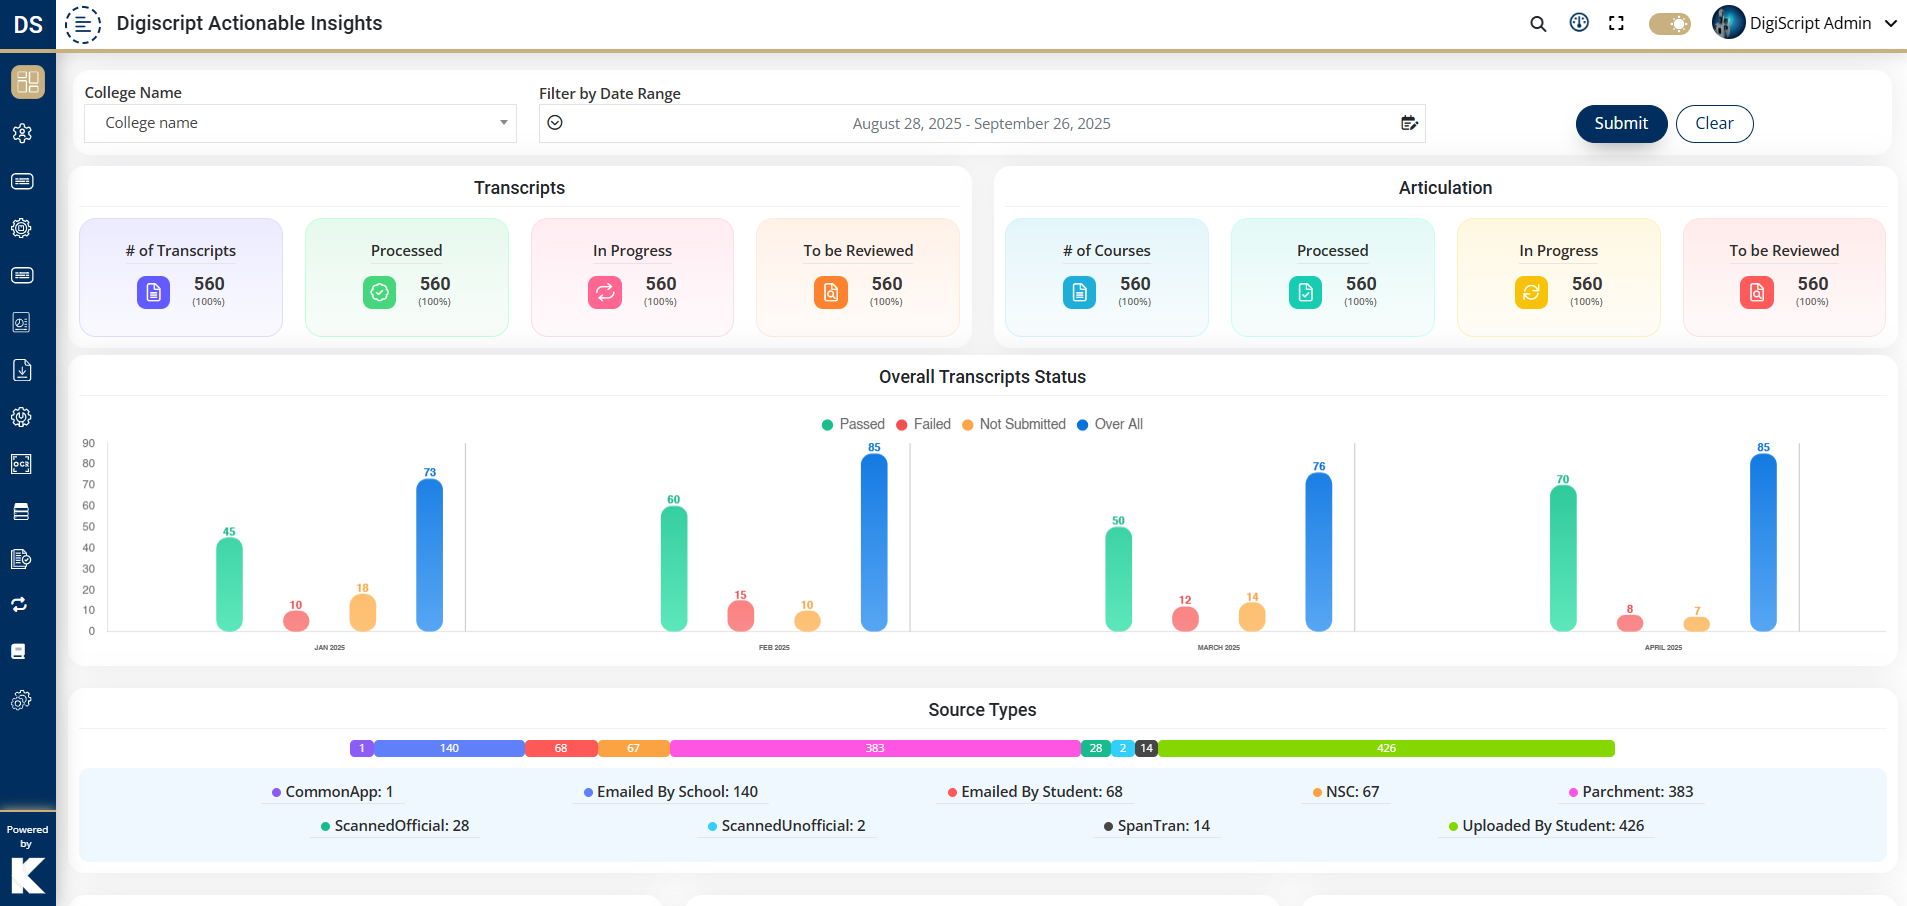 DS
Digiscript Actionable Insights
DigiScript Admin
College Name
College name
Filter by Date Range
August 28, 2025 - September 26, 2025
Submit
Clear
Transcripts
# of Transcripts
560
(100%)
Processed
560
(100%)
In Progress
560
(100%)
To be Reviewed
560
(100%)
Articulation
# of Courses
560
(100%)
Processed
560
(100%)
In Progress
560
(100%)
To be Reviewed
560
(100%)
Overall Transcripts Status
Passed Failed Not Submitted Over All
90
80
70
60
50
40
30
20
10
0
45 10 18 73
60 15 10 85
50 12 14 76
70 8 7 85
JAN 2025 FEB 2025 MARCH 2025 APRIL 2025
Source Types
1 140 68 67 383 28 2 14 426
CommonApp: 1 Emailed By School: 140 Emailed By Student: 68 NSC: 67 Parchment: 383
ScannedOfficial: 28 ScannedUnofficial: 2 SpanTran: 14 Uploaded By Student: 426
OCR
Powered
by
K